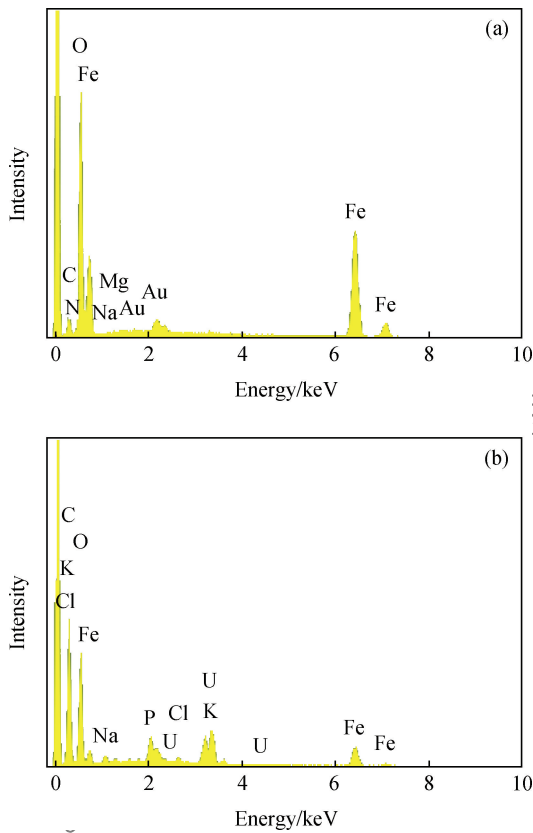 (a)
O
Fe
Fe
C
Mg
Au
N
Na
Au
Fe
Intensity
0
2
4
6
8
10
Energy/keV
(b)
C
O
K
Cl
Fe
U
P
Cl
K
Na
U
U
Fe
Fe
Intensity
0
2
4
6
8
10
Energy/keV